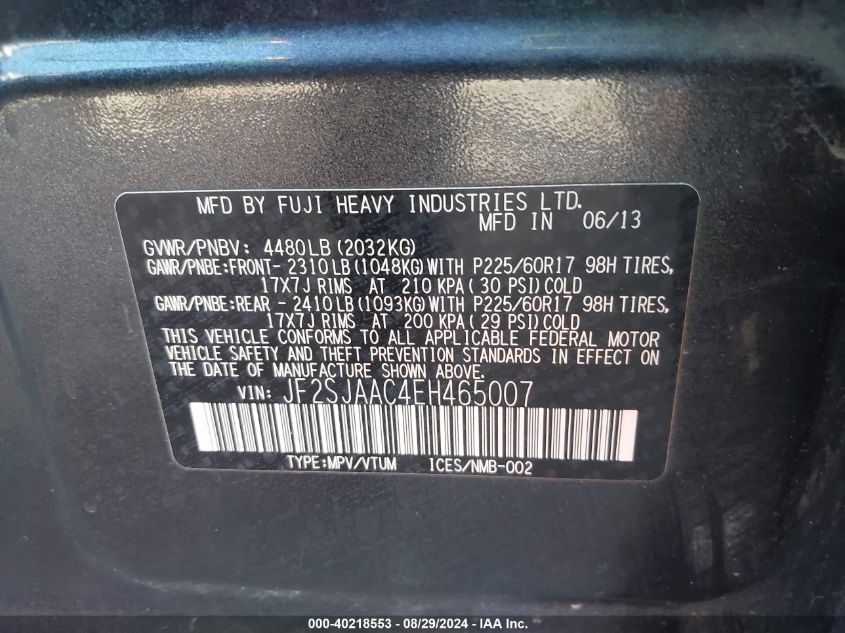 MFD BY FUJI HEAVY INDUSTRIES LTD.
MFD IN 06/13
GVWR/PNBV: 4480LB (2032KG)
GAWR/PNBE:FRONT- 2310LB (1048KG) WITH P225/60R17 98H TIRES,
17X7J RIMS AT 210 KPA ( 30 PSI) COLD
GAWR/PNBE:REAR - 2410LB (1093KG) WITH P225/60R17 98H TIRES,
17X7J RIMS AT 200 KPA ( 29 PSI) COLD
THIS VEHICLE CONFORMS TO ALL APPLICABLE FEDERAL MOTOR
VEHICLE SAFETY AND THEFT PREVENTION STANDARDS IN EFFECT ON
THE DATE OF MANUFACTURE SHOWN ABOVE.
VIN: JF2SJAAC4EH465007
TYPE:MPV/VTUM ICES/NMB-002
000-40218553 - 08/29/2024 - IAA Inc.